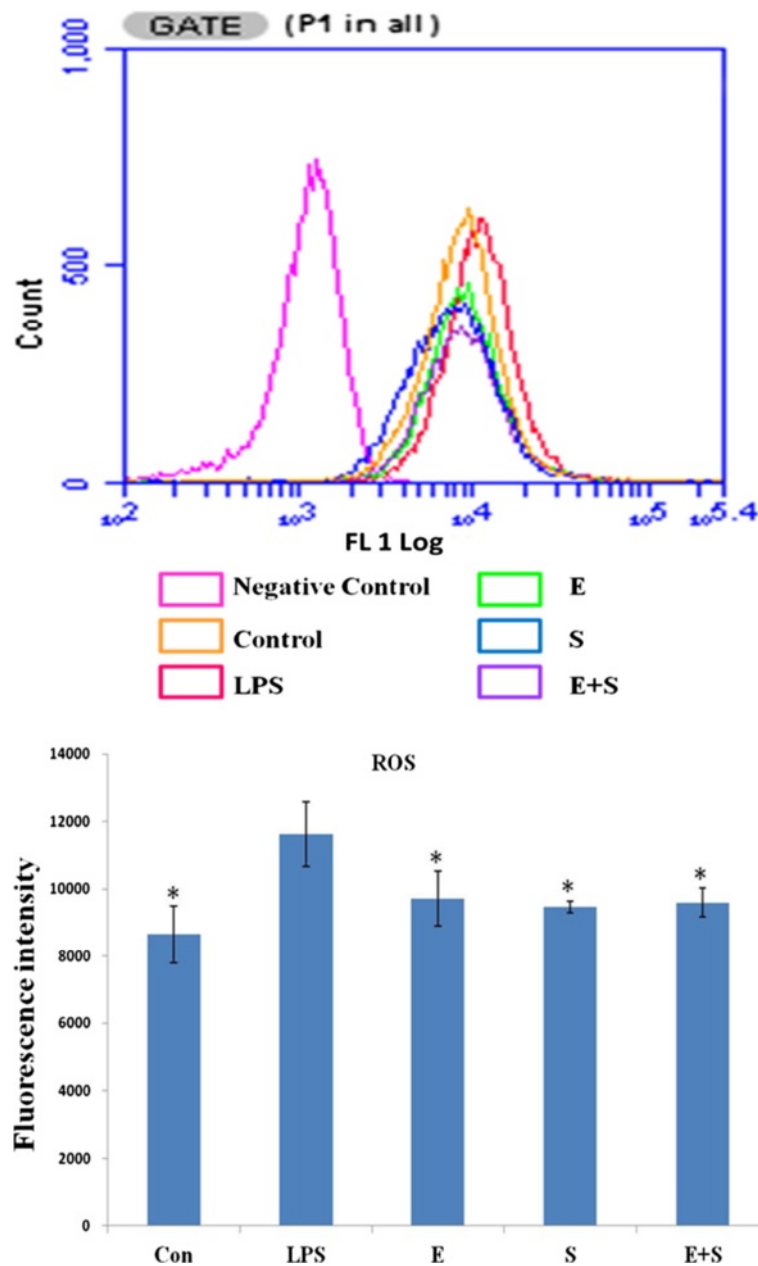 GATE (P1 in all)
1,000
500
0
Count
10^2 10^3 10^4 10^5 10^5.4
FL 1 Log
Negative Control E
Control S
LPS E+S
ROS
14000
12000
10000
8000
6000
4000
2000
0
Fluorescence intensity
* * * *
Con LPS E S E+S